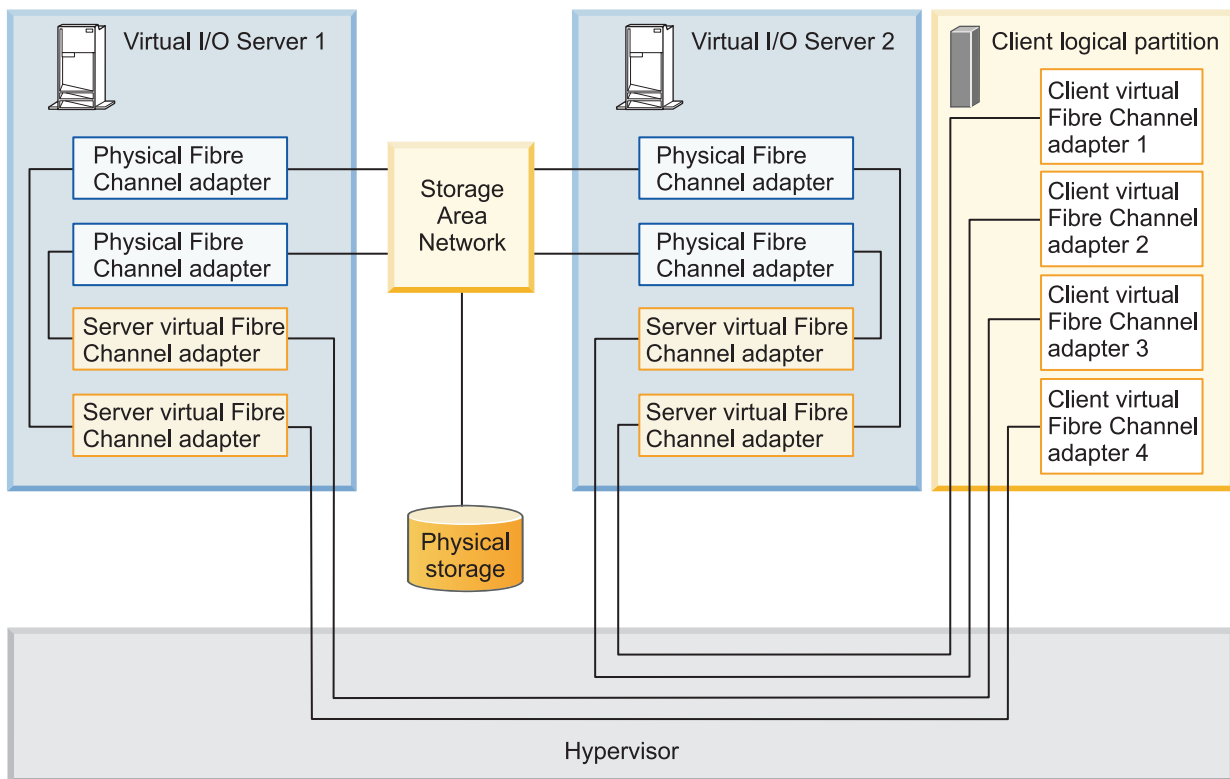 Virtual I/O Server 1
Physical Fibre
Channel adapter
Physical Fibre
Channel adapter
Server virtual Fibre
Channel adapter
Server virtual Fibre
Channel adapter
Storage
Area
Network
Physical
storage
Virtual I/O Server 2
Physical Fibre
Channel adapter
Physical Fibre
Channel adapter
Server virtual Fibre
Channel adapter
Server virtual Fibre
Channel adapter
Client logical partition
Client virtual
Fibre Channel
adapter 1
Client virtual
Fibre Channel
adapter 2
Client virtual
Fibre Channel
adapter 3
Client virtual
Fibre Channel
adapter 4
Hypervisor